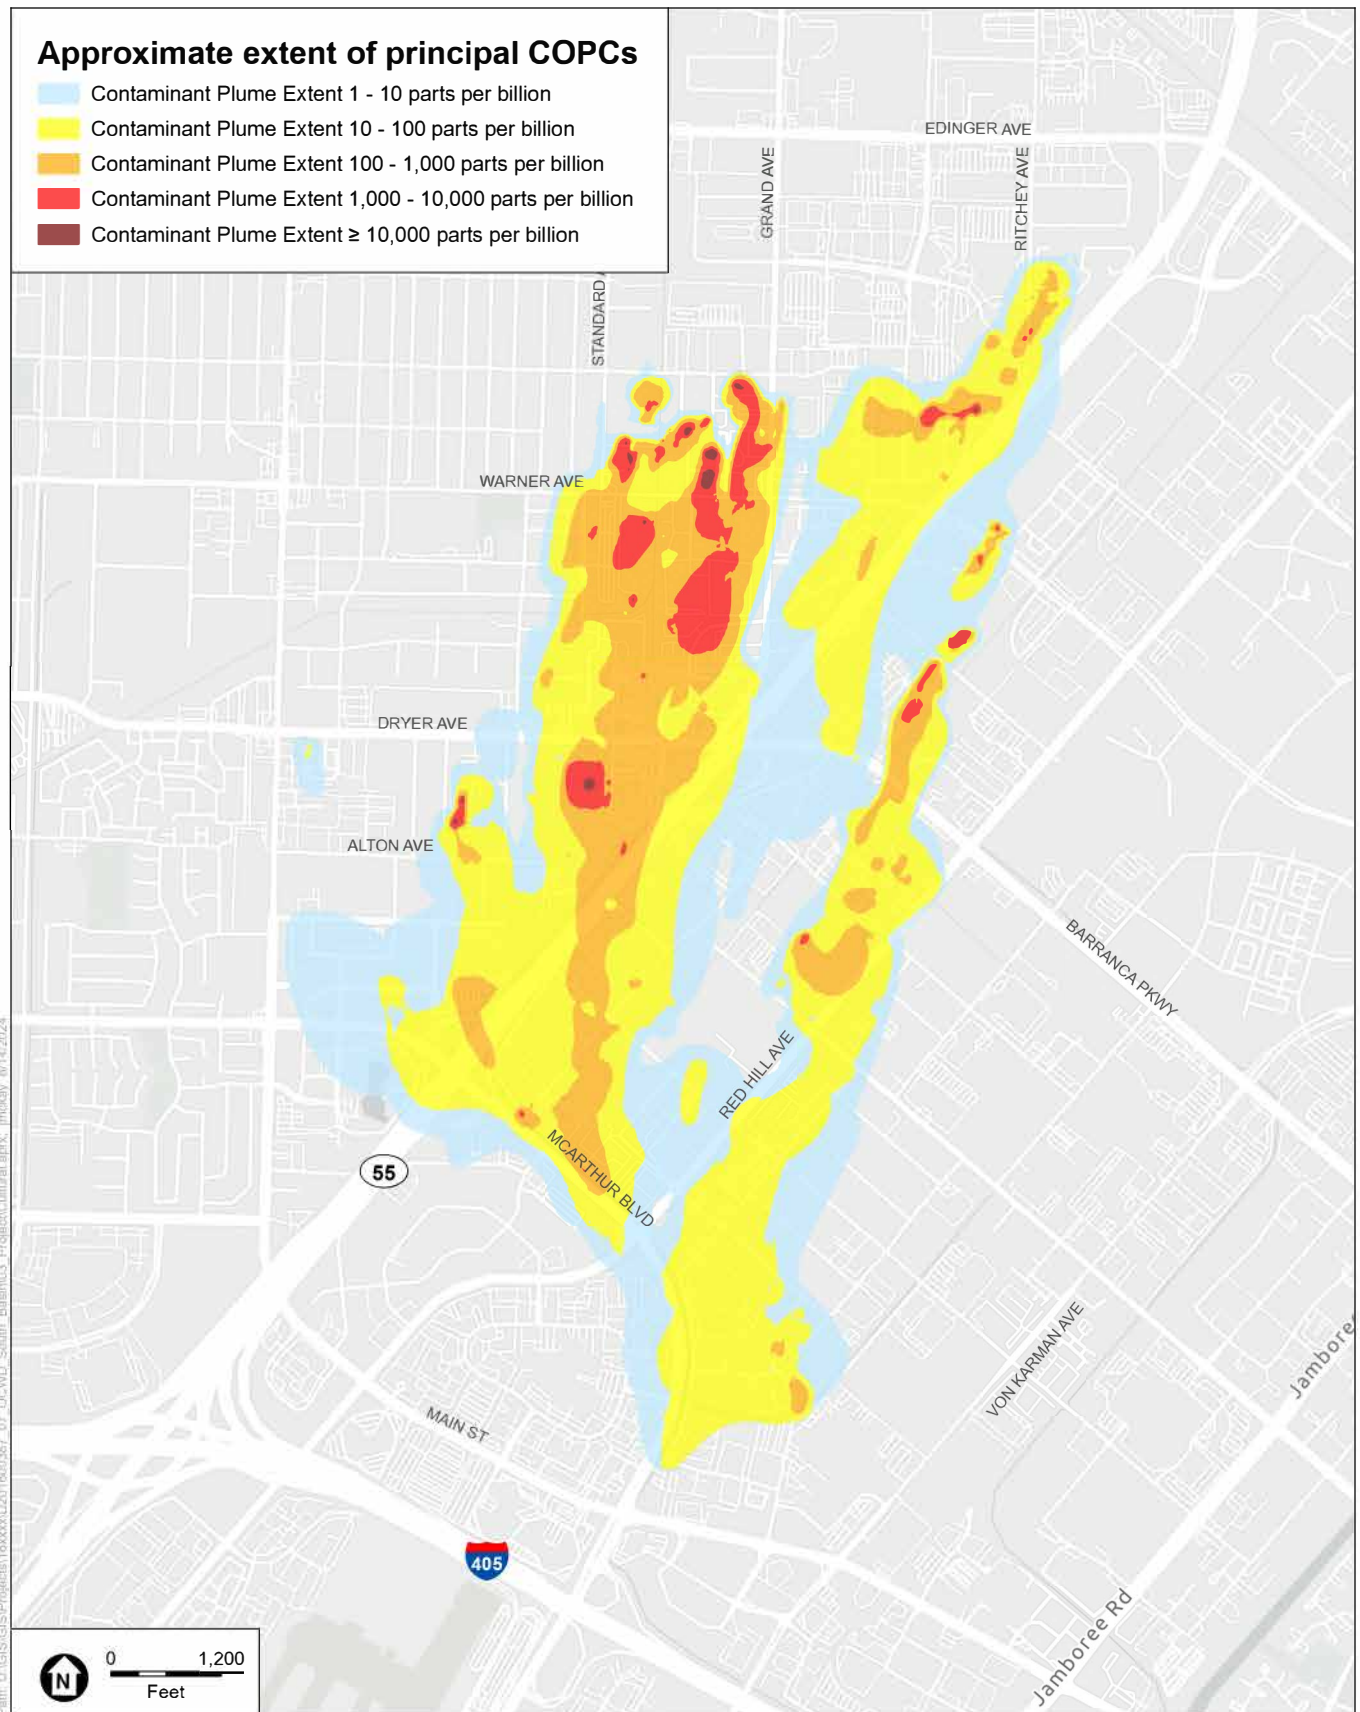 Approximate extent of principal COPCs
Contaminant Plume Extent 1 - 10 parts per billion
Contaminant Plume Extent 10 - 100 parts per billion
Contaminant Plume Extent 100 - 1,000 parts per billion
Contaminant Plume Extent 1,000 - 10,000 parts per billion
Contaminant Plume Extent ≥ 10,000 parts per billion
EDINGER AVE
GRAND AVE
RITCHEY AVE
STANDARD
WARNER AVE
DRYER AVE
ALTON AVE
BARRANCA PKWY
RED HILL AVE
MCARTHUR BLVD
55
VON KARMAN AVE
Jamboree
MAIN ST
405
Jamboree Rd
N
0 1,200
Feet